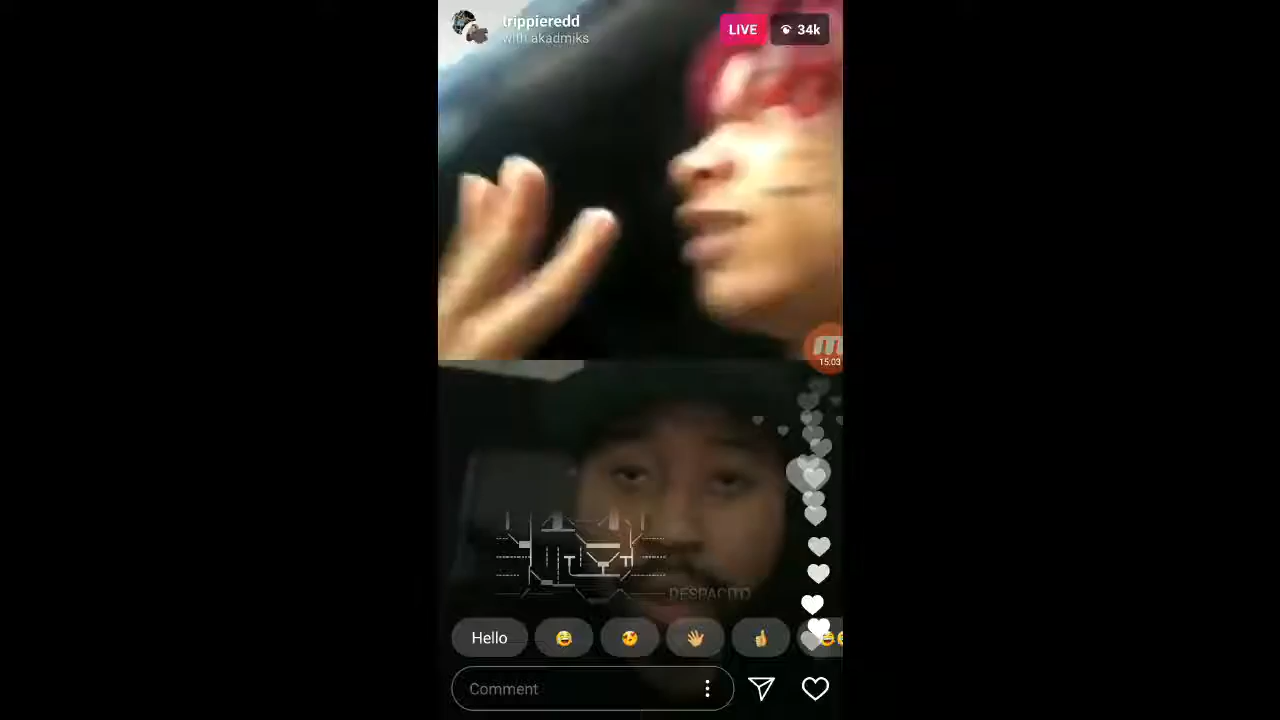 trippieredd
with akadmiks
LIVE
34k
15:03
DESPACITO
Hello
Comment